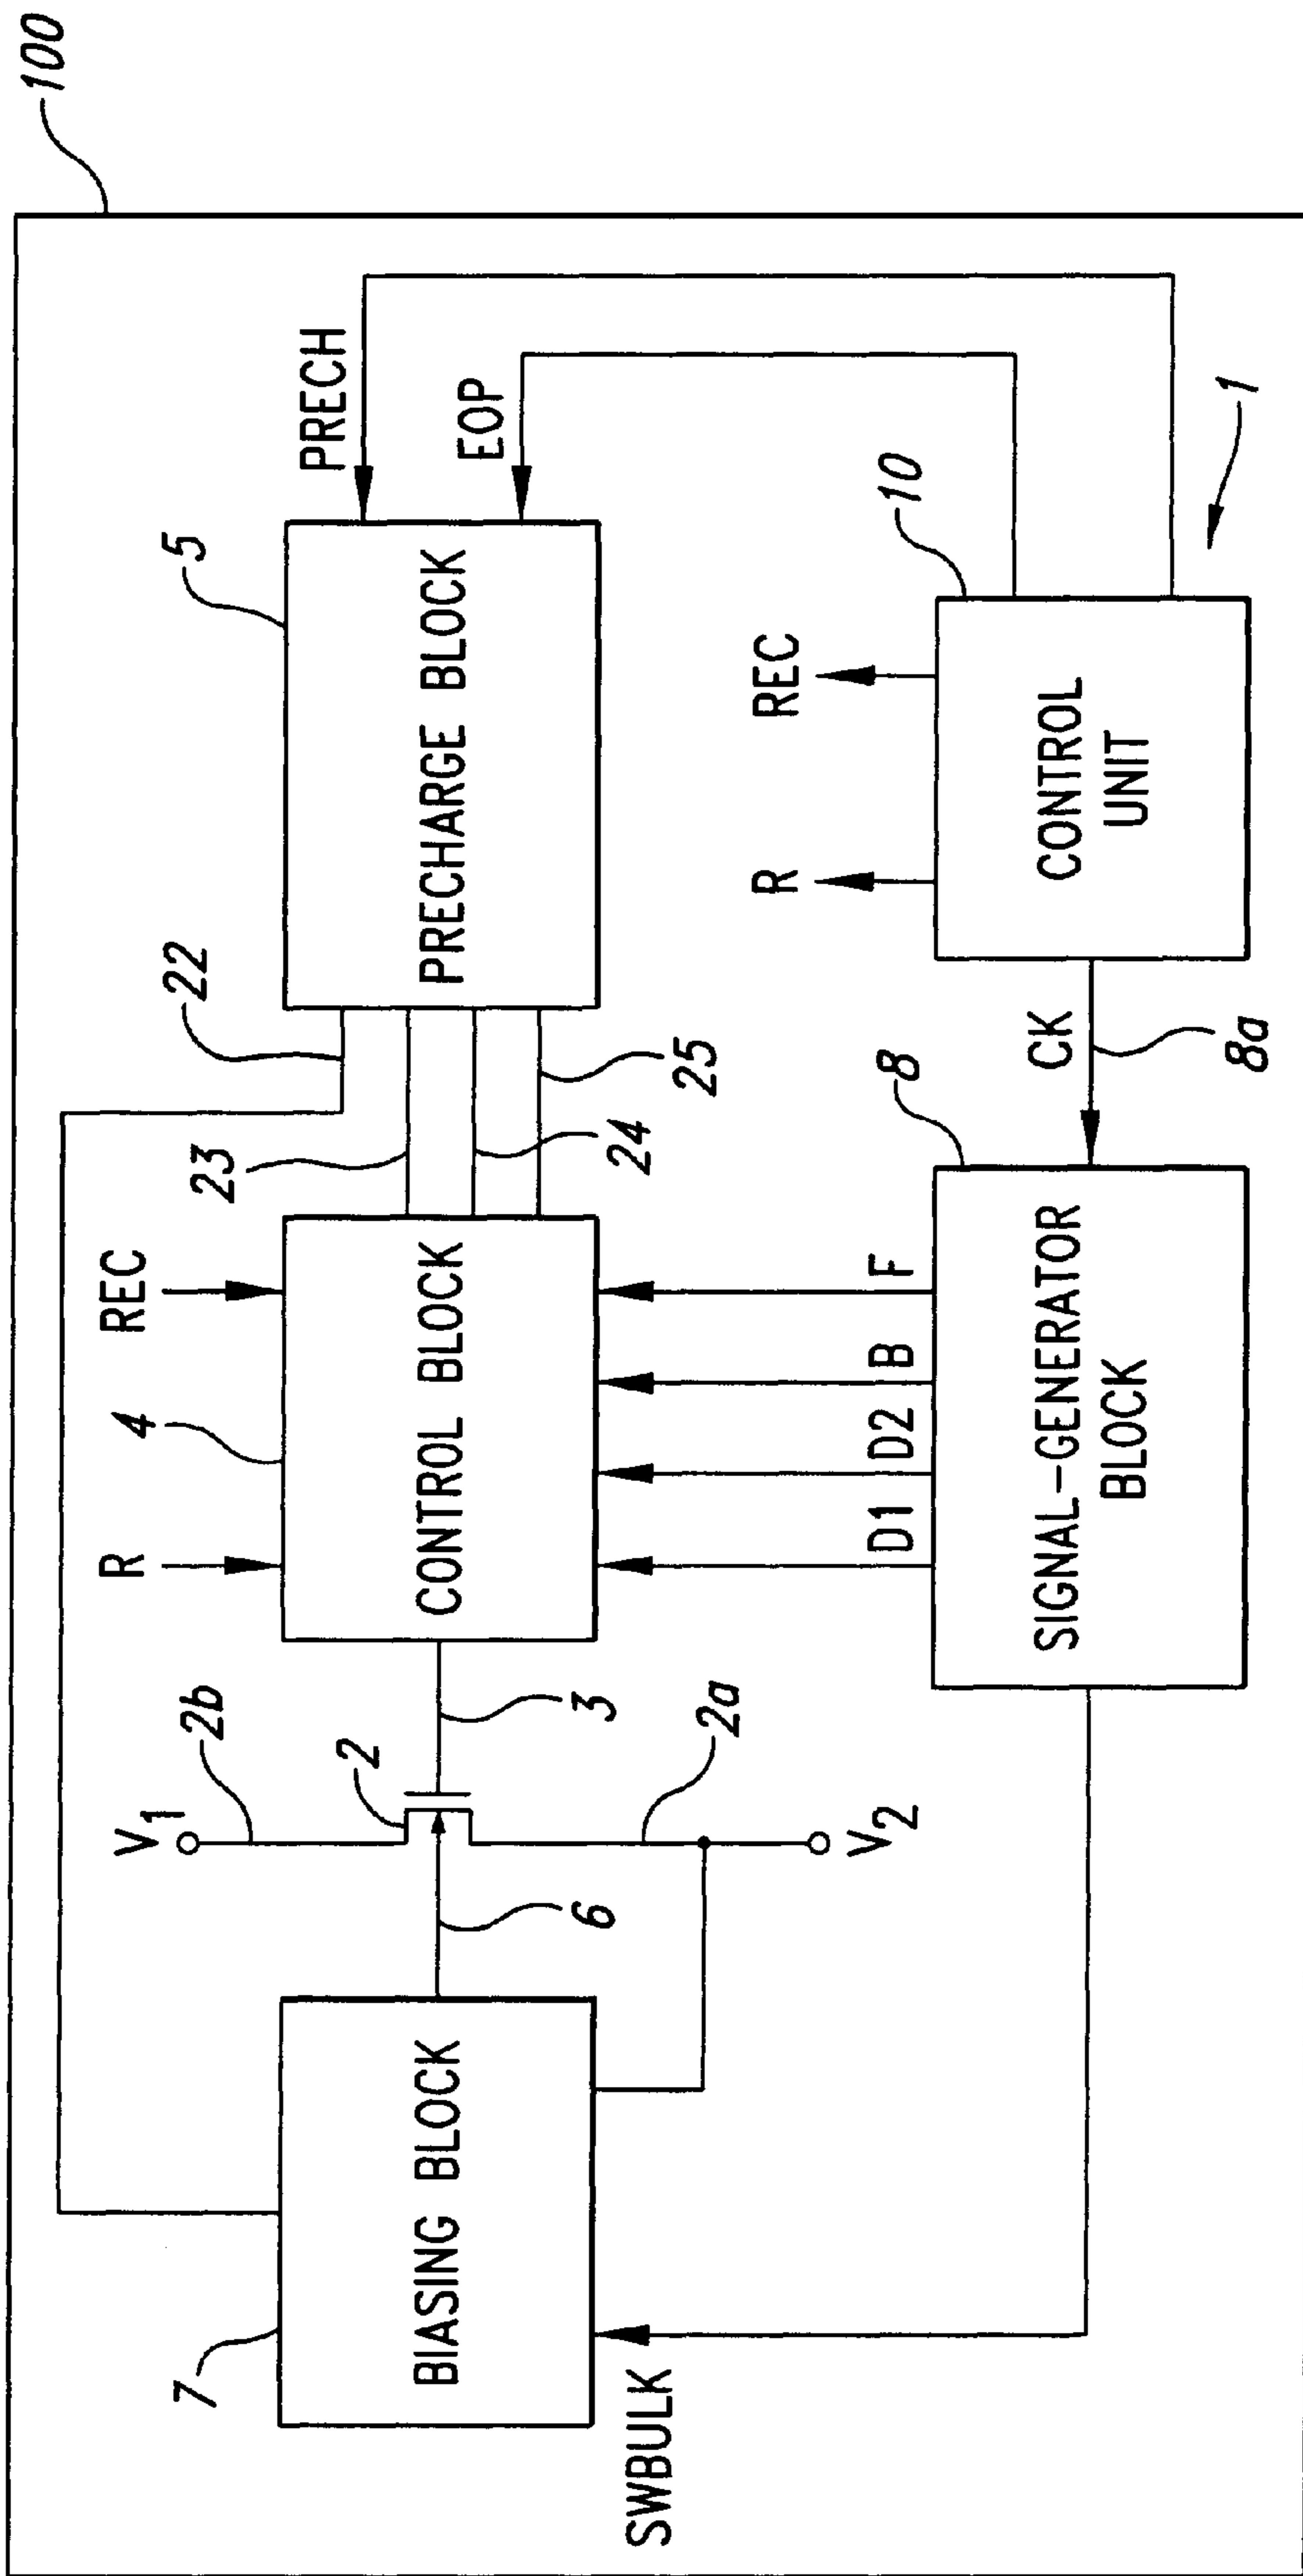 100
PRECH
EOP
5
PRECHARGE BLOCK
22
23
24
25
REC
R
4
CONTROL BLOCK
V1
2b
2
3
2a
V2
6
7
BIASING BLOCK
SWBULK
D1
D2
B
F
8
SIGNAL-GENERATOR
BLOCK
CK
8a
R
REC
10
CONTROL
UNIT
1